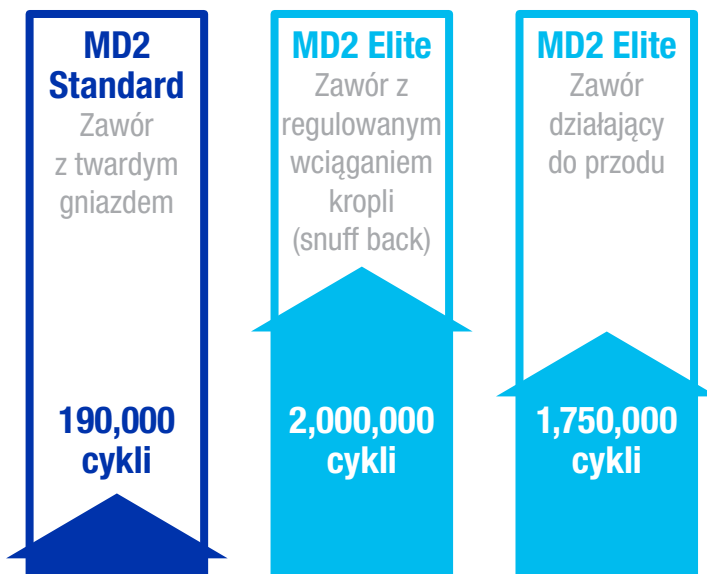 MD2
Standard
Zawór
z twardym
gniazdem
190,000
cykli
MD2 Elite
Zawór z
regulowanym
wciąganiem
kropli
(snuff back)
2,000,000
cykli
MD2 Elite
Zawór
działający
do przodu
1,750,000
cykli